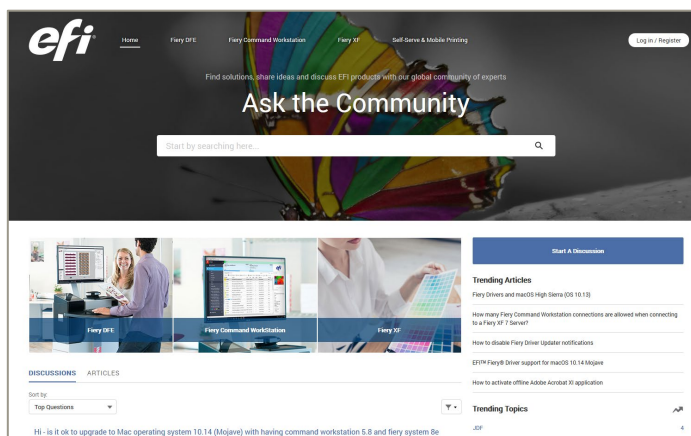 efi
Home Fiery DFE Fiery Command Workstation Fiery XF Self-Serve & Mobile Printing Log in / Register
Find solutions, share ideas and discuss EFI products with our global community of experts
Ask the Community
Start by searching here...
Fiery DFE Fiery Command WorkStation Fiery XF
Start A Discussion
Trending Articles
Fiery Drivers and macOS High Sierra (OS 10.13)
How many Fiery Command Workstation connections are allowed when connecting
to a Fiery XF 7 Server?
How to disable Fiery Driver Updater notifications
EFI™ Fiery® Driver support for macOS 10.14 Mojave
How to activate offline Adobe Acrobat XI application
DISCUSSIONS ARTICLES
Sort by:
Top Questions
Trending Topics
JDF 4
Hi - is it ok to upgrade to Mac operating system 10.14 (Mojave) with having command workstation 5.8 and fiery system 8e